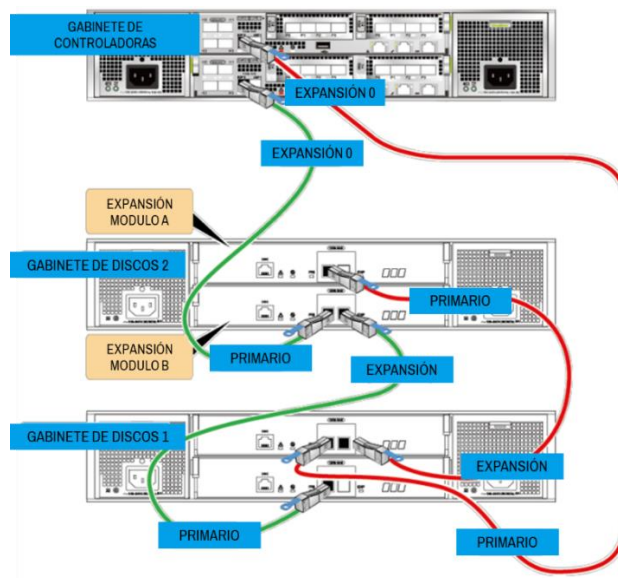 GABINETE DE
CONTROLADORAS
EXPANSIÓN 0
EXPANSIÓN 0
EXPANSIÓN
MODULO A
GABINETE DE DISCOS 2
PRIMARIO
EXPANSIÓN
MODULO B
PRIMARIO
EXPANSIÓN
GABINETE DE DISCOS 1
EXPANSIÓN
PRIMARIO
PRIMARIO